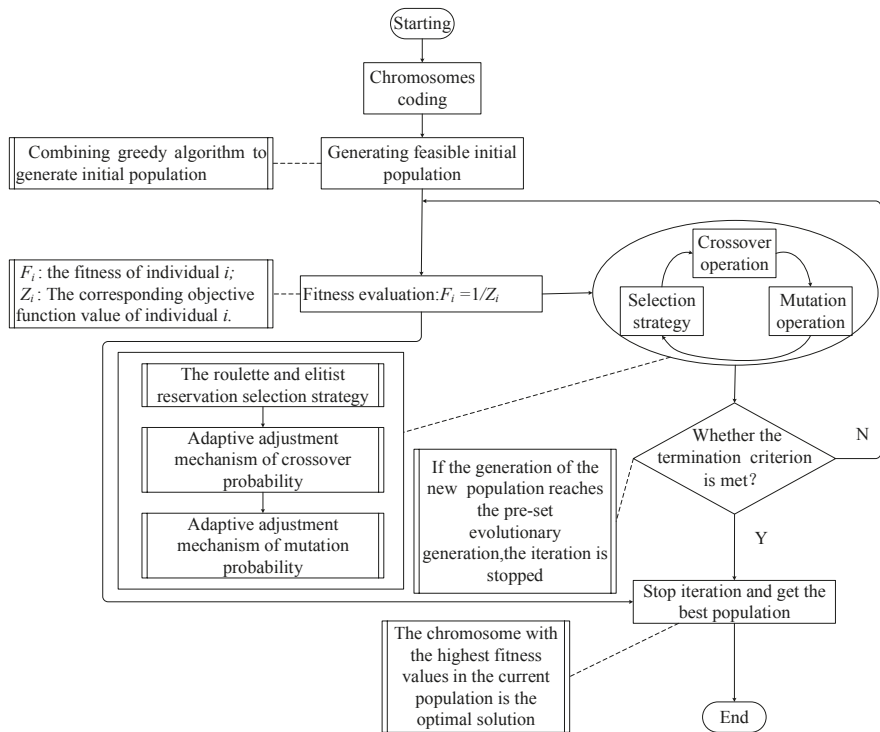 Starting
Chromosomes
coding
Combining greedy algorithm to
generate initial population
Generating feasible initial
population
F_i : the fitness of individual i;
Z_i : The corresponding objective
function value of individual i.
Fitness evaluation:F_i =1/Z_i
Crossover
operation
Selection
strategy
Mutation
operation
The roulette and elitist
reservation selection strategy
Adaptive adjustment
mechanism of crossover
probability
Adaptive adjustment
mechanism of mutation
probability
Whether the
termination criterion
is met?
N
Y
If the generation of the
new population reaches
the pre-set
evolutionary
generation,the iteration is
stopped
Stop iteration and get the
best population
The chromosome with
the highest fitness
values in the current
population is the
optimal solution
End